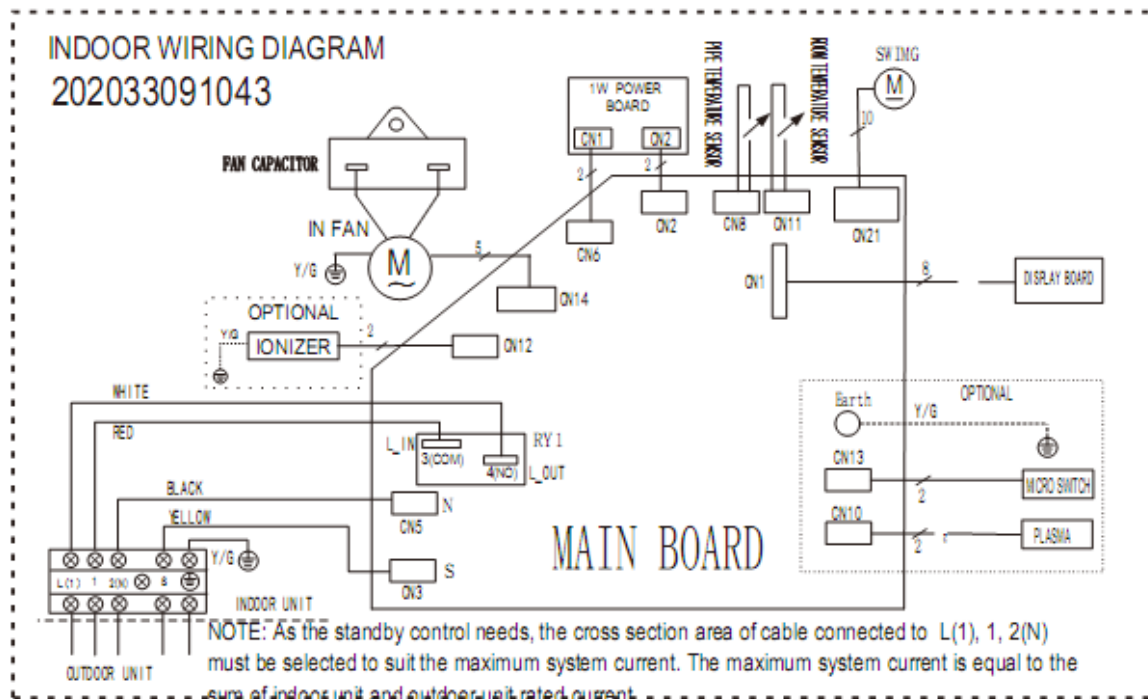 INDOOR WIRING DIAGRAM
202033091043
FAN CAPACITOR
1W POWER
BOARD
CN1
CN2
PIPE TEMPERATURE SENSOR
ROOM TEMPERATURE SENSOR
SWIMG
M
10
2
2
CN6
CN2
CN8
CN11
CN21
IN FAN
M
Y/G
5
CN14
CN1
8
DISPLAY BOARD
OPTIONAL
Y/G
IONIZER
2
CN12
WHITE
RED
L_IN
3(COM)
RY1
4(NO)
L_OUT
OPTIONAL
Earth
Y/G
CN13
2
MICRO SWITCH
CN10
2
PLASMA
BLACK
N
CN5
YELLOW
S
CN3
Y/G
MAIN BOARD
L(1) 1 2(N) S
INDOOR UNIT
OUTDOOR UNIT
NOTE: As the standby control needs, the cross section area of cable connected to L(1), 1, 2(N)
must be selected to suit the maximum system current. The maximum system current is equal to the
sum of indoor unit and outdoor unit rated current.